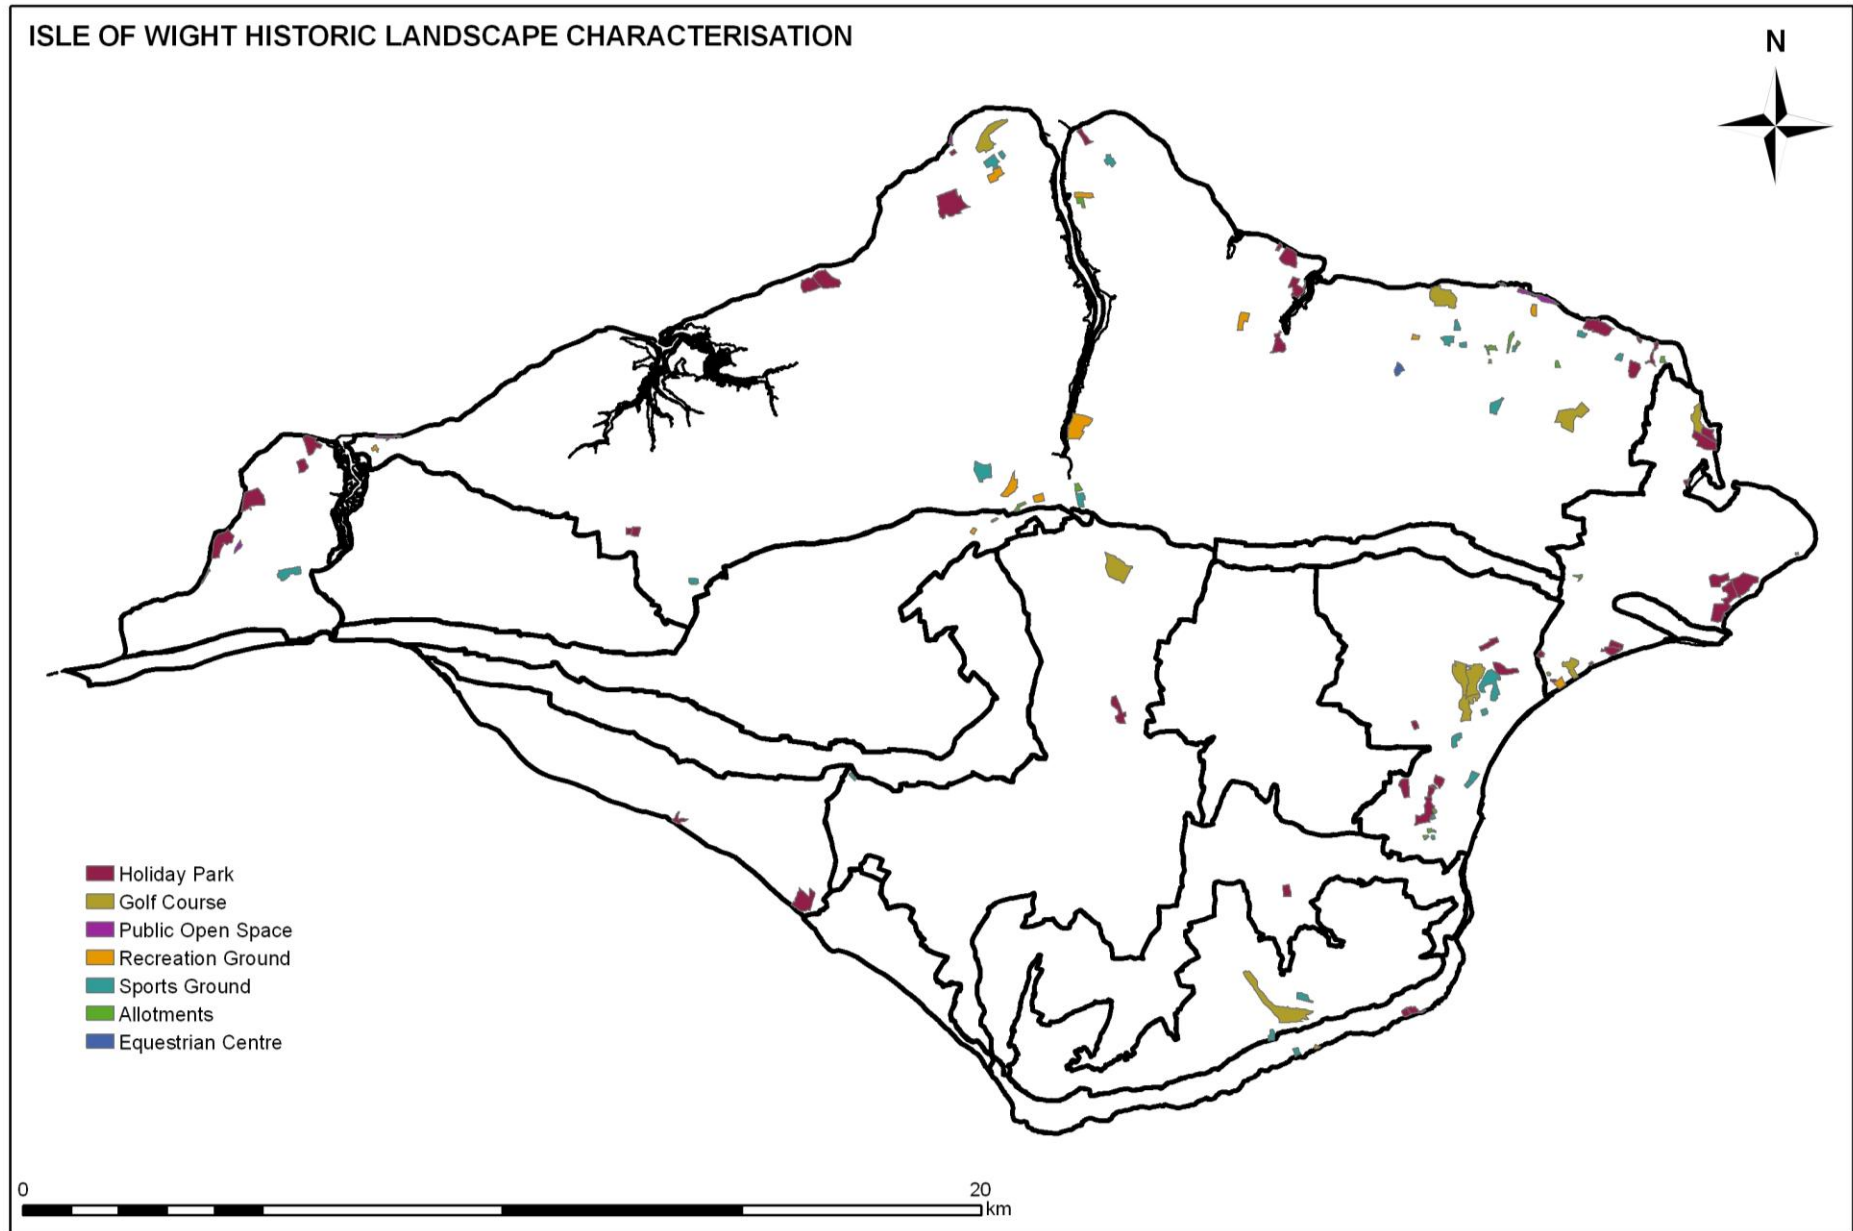 ISLE OF WIGHT HISTORIC LANDSCAPE CHARACTERISATION
N
Holiday Park
Golf Course
Public Open Space
Recreation Ground
Sports Ground
Allotments
Equestrian Centre
0 20
km